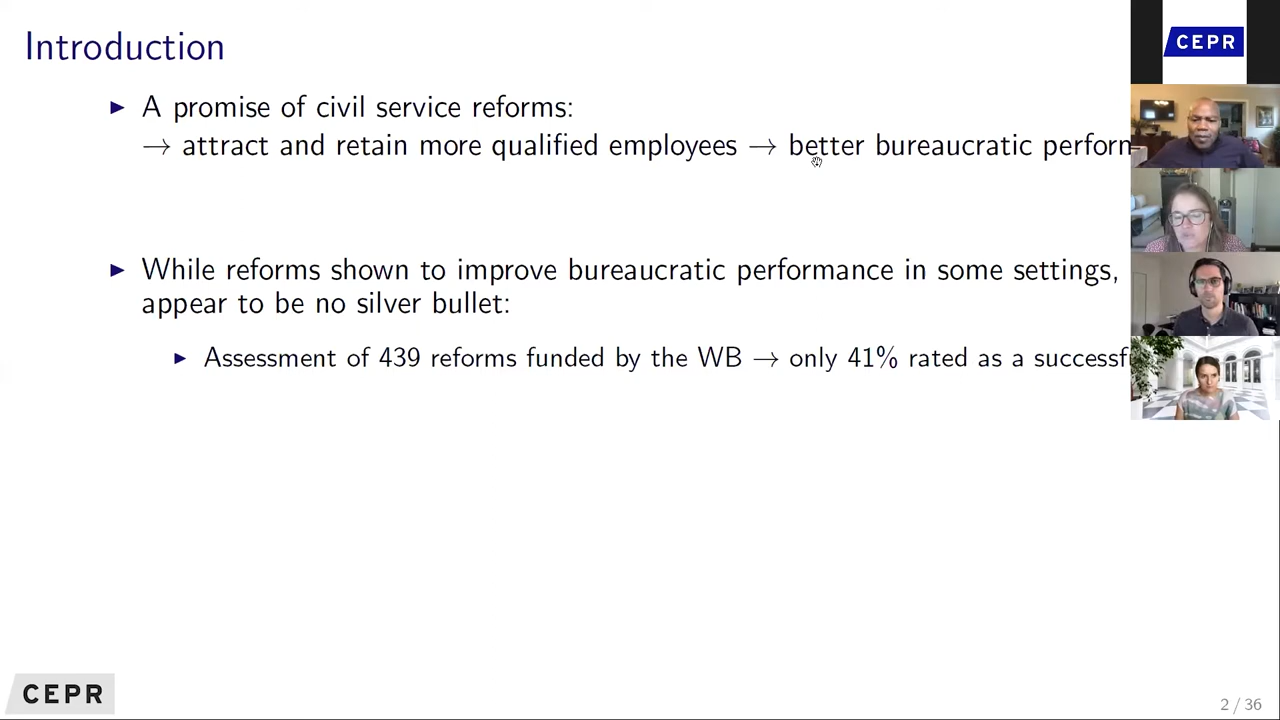 Introduction
▶ A promise of civil service reforms:
→ attract and retain more qualified employees → better bureaucratic perform
▶ While reforms shown to improve bureaucratic performance in some settings,
appear to be no silver bullet:
▶ Assessment of 439 reforms funded by the WB → only 41% rated as a successf
CEPR
CEPR
2 / 36